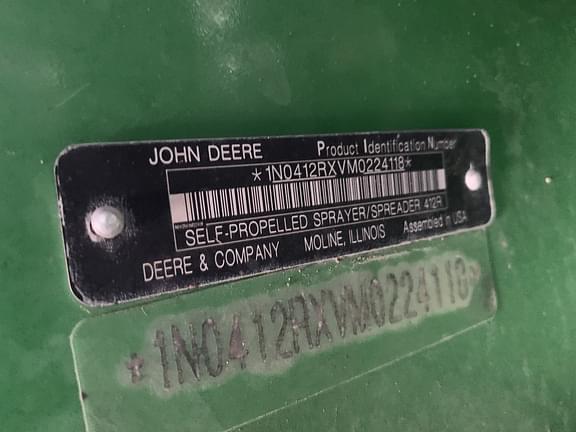 JOHN DEERE Product Identification Number
*1N0412RXVM0224118*
SELF-PROPELLED SPRAYER/SPREADER 412R
DEERE & COMPANY MOLINE, ILLINOIS Assembled in USA
*1N0412RXVM0224118*